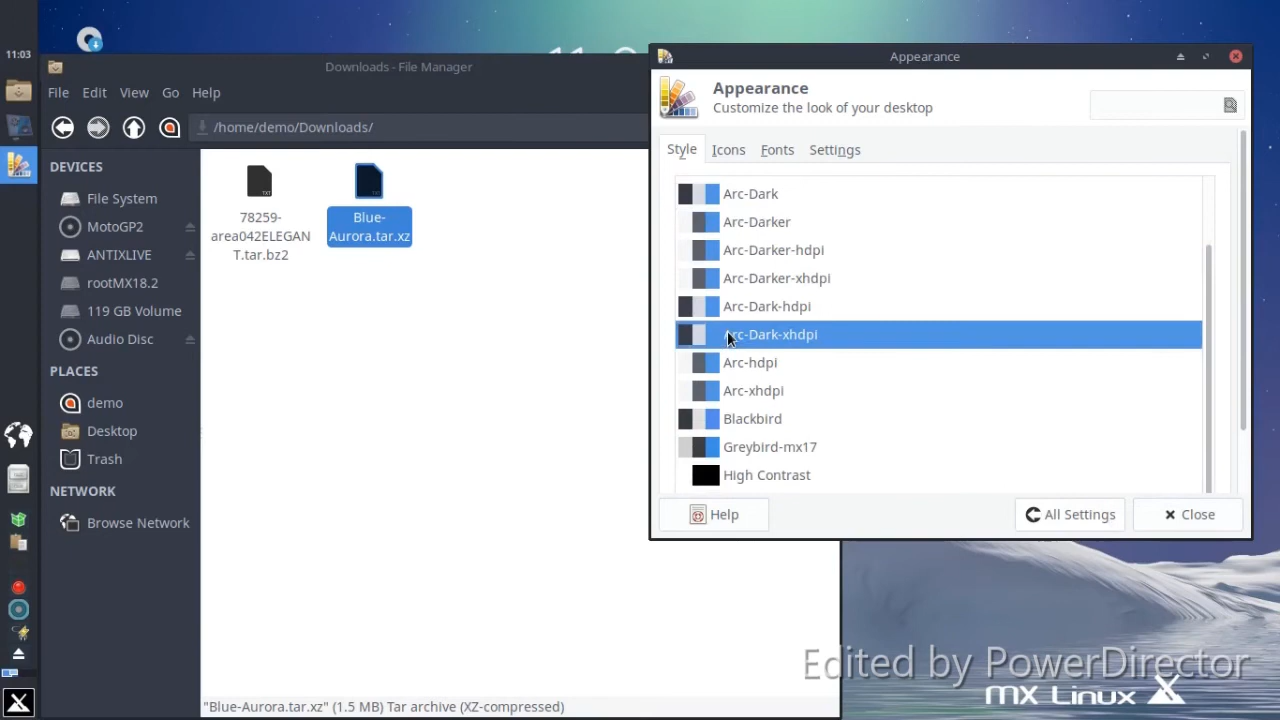 11:03
Downloads - File Manager
File Edit View Go Help
/home/demo/Downloads/
DEVICES
File System
MotoGP2
ANTIXLIVE
rootMX18.2
119 GB Volume
Audio Disc
PLACES
demo
Desktop
Trash
NETWORK
Browse Network
TXT
78259-
area042ELEGAN
T.tar.bz2
TXT
Blue-
Aurora.tar.xz
"Blue-Aurora.tar.xz" (1.5 MB) Tar archive (XZ-compressed)
Appearance
Appearance
Customize the look of your desktop
Style Icons Fonts Settings
Arc-Dark
Arc-Darker
Arc-Darker-hdpi
Arc-Darker-xhdpi
Arc-Dark-hdpi
Arc-Dark-xhdpi
Arc-hdpi
Arc-xhdpi
Blackbird
Greybird-mx17
High Contrast
Help All Settings Close
Edited by PowerDirector
MX Linux